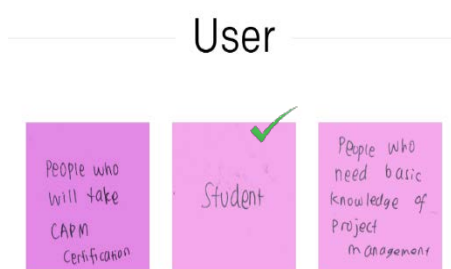 User
People who
will take
CAPM
Certification
Student
People who
need basic
knowledge of
project
management